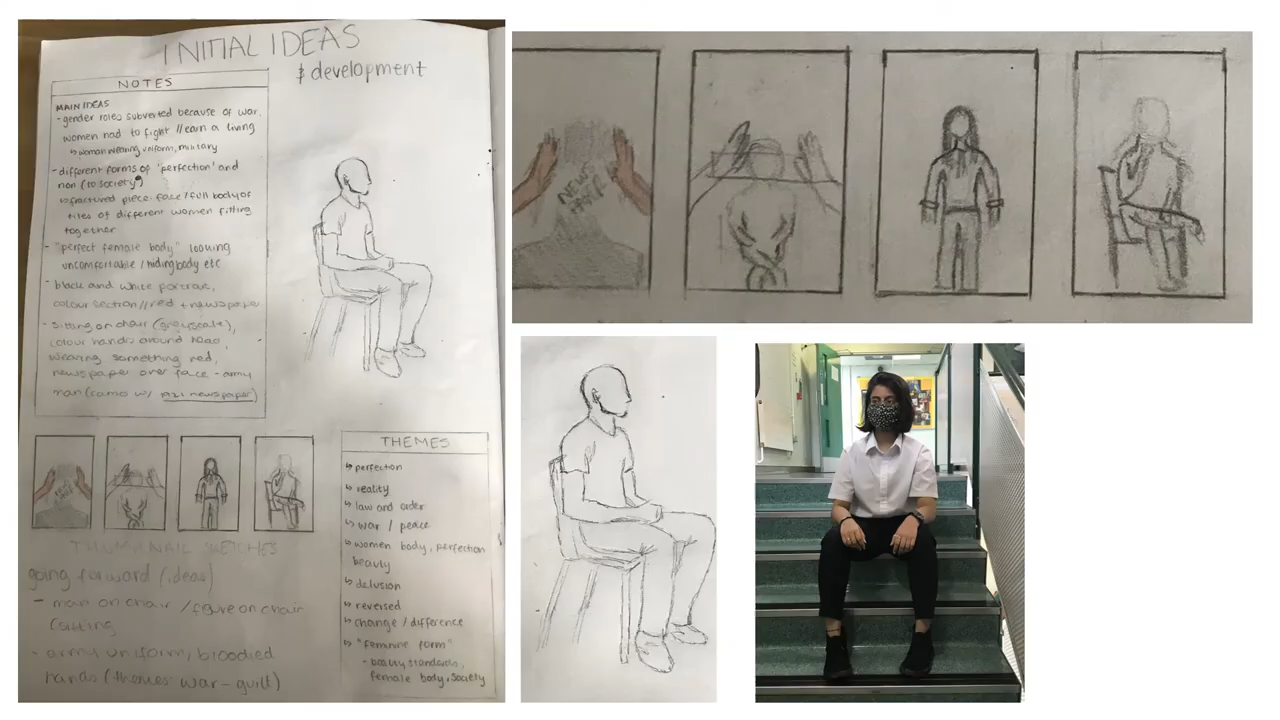 INITIAL IDEAS
& development
NOTES
MAIN IDEAS
- gender roles subverted because of war,
women had to fight // earn a living
↳ woman wearing uniform, military
- different forms of "perfection" and
non (to society)
↳ fractured piece: face/full body of
tiles of different women fitting
together
- "perfect female body" looking
uncomfortable / hiding body etc
- black and white portrait,
colour section // red + newspaper
- sitting on chair (greyscale),
colour hands around head,
wearing something red,
newspaper over face - army
man (camo w/ newspaper)
THUMBNAIL SKETCHES
going forward (ideas)
- man on chair / figure on chair
(sitting
- army uniform, bloodied
hands (themes: war - guilt)
THEMES
↳ perfection
↳ reality
↳ law and order
↳ war / peace
↳ women body, perfection
beauty
↳ delusion
↳ reversed
↳ change / difference
↳ "feminine form"
- beauty standards,
female body, society
NEWS
PAPER